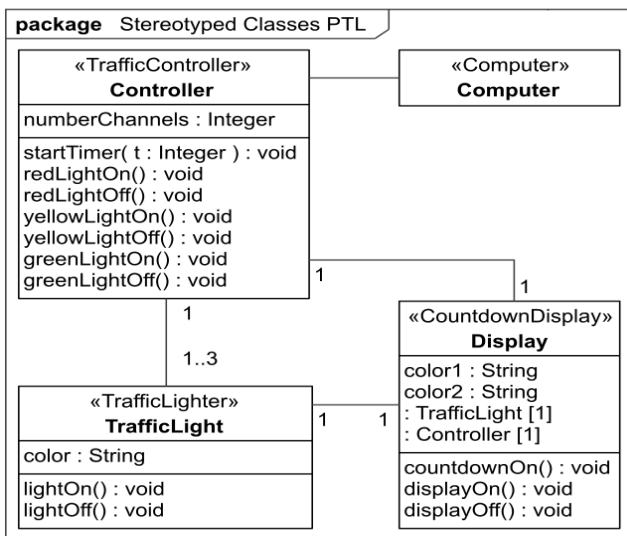 package Stereotyped Classes PTL
«TrafficController»
Controller
numberChannels : Integer
startTimer( t : Integer ) : void
redLightOn() : void
redLightOff() : void
yellowLightOn() : void
yellowLightOff() : void
greenLightOn() : void
greenLightOff() : void
«Computer»
Computer
1
1
1
1..3
«CountdownDisplay»
Display
color1 : String
color2 : String
: TrafficLight [1]
: Controller [1]
countdownOn() : void
displayOn() : void
displayOff() : void
«TrafficLighter»
TrafficLight
color : String
lightOn() : void
lightOff() : void
1
1